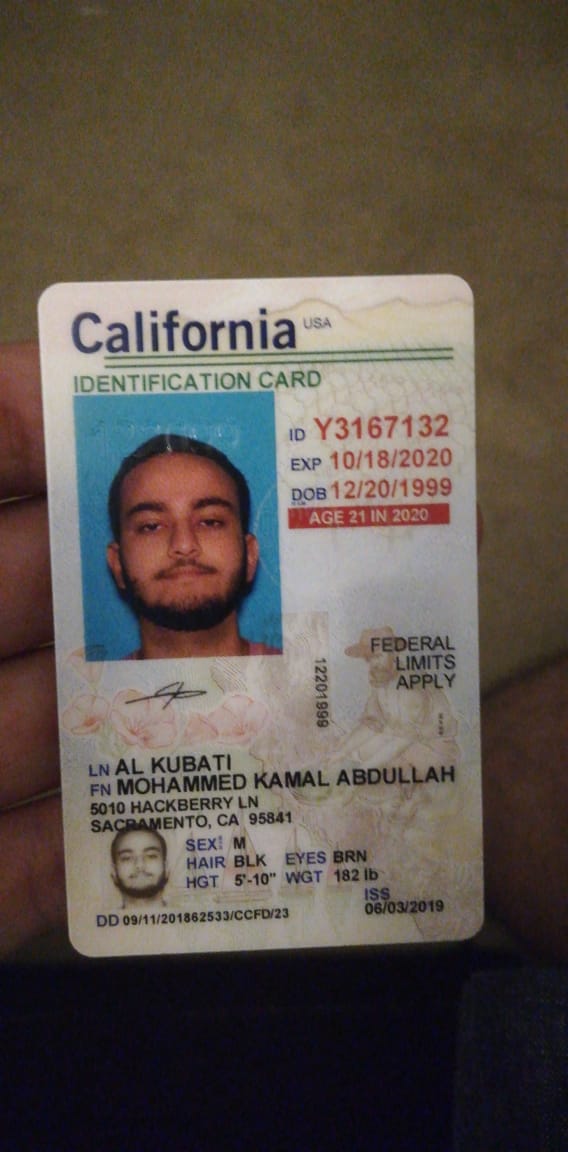 California USA
IDENTIFICATION CARD
ID Y3167132
EXP 10/18/2020
DOB 12/20/1999
AGE 21 IN 2020
FEDERAL
LIMITS
APPLY
12201999
LN AL KUBATI
FN MOHAMMED KAMAL ABDULLAH
5010 HACKBERRY LN
SACRAMENTO, CA 95841
SEX M
HAIR BLK EYES BRN
HGT 5'-10" WGT 182 lb
ISS
DD 09/11/201862533/CCFD/23 06/03/2019